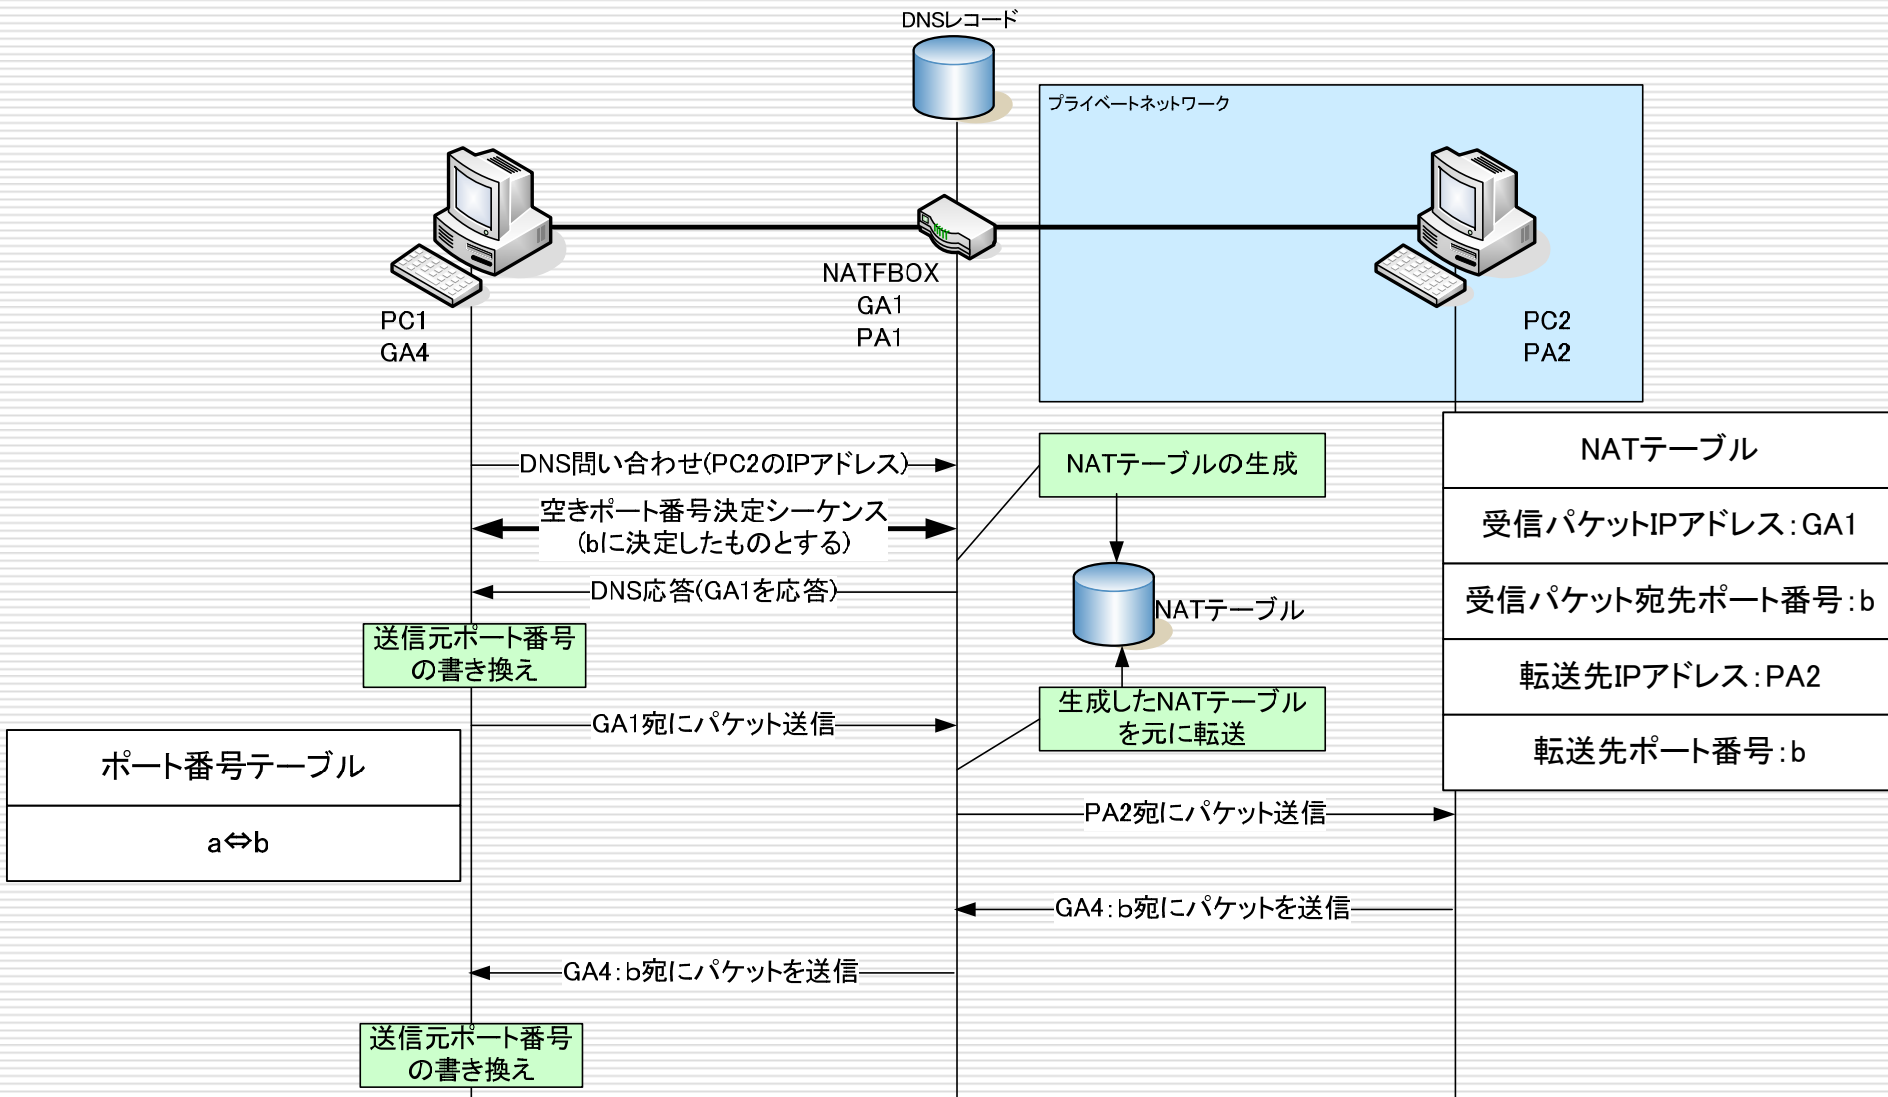 DNSレコード
プライベートネットワーク
NATFBOX
GA1
PA1
PC1
GA4
PC2
PA2
DNS問い合わせ(PC2のIPアドレス)
NATテーブルの生成
空きポート番号決定シーケンス
(bに決定したものとする)
DNS応答(GA1を応答)
NATテーブル
送信元ポート番号
の書き換え
GA1宛にパケット送信
生成したNATテーブル
を元に転送
NATテーブル
受信パケットIPアドレス:GA1
受信パケット宛先ポート番号:b
転送先IPアドレス:PA2
転送先ポート番号:b
ポート番号テーブル
a⇔b
PA2宛にパケット送信
GA4:b宛にパケットを送信
GA4:b宛にパケットを送信
送信元ポート番号
の書き換え